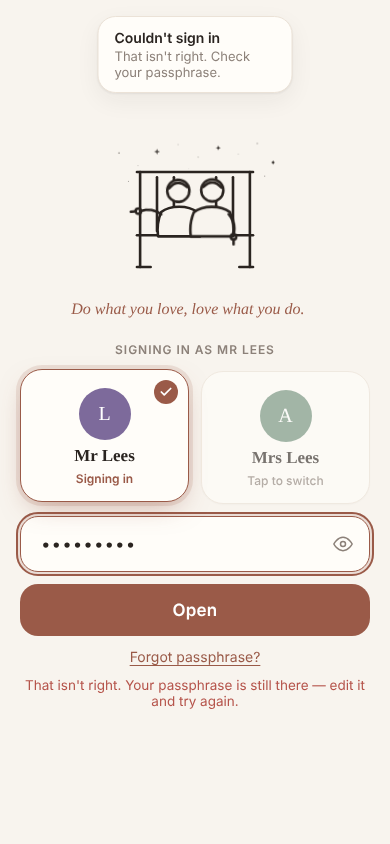 Couldn't sign in
That isn't right. Check
your passphrase.
Do what you love, love what you do.
SIGNING IN AS MR LEES
L
Mr Lees
Signing in
A
Mrs Lees
Tap to switch
•••••••••
Open
Forgot passphrase?
That isn't right. Your passphrase is still there — edit it
and try again.